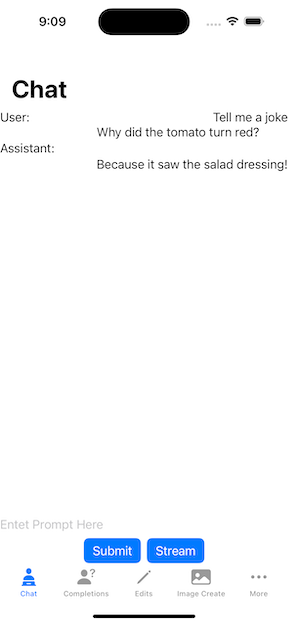 9:09
Chat
User: Tell me a joke
Why did the tomato turn red?
Assistant:
Because it saw the salad dressing!
Entet Prompt Here
Submit Stream
Chat Completions Edits Image Create More